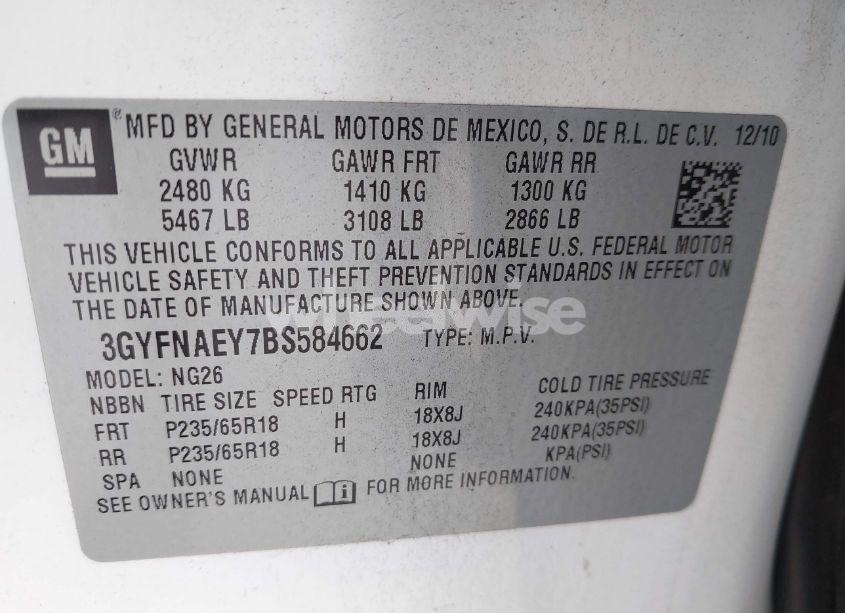 GM ® MFD BY GENERAL MOTORS DE MEXICO, S. DE R.L. DE C.V. 12/10
GVWR GAWR FRT GAWR RR
2480 KG 1410 KG 1300 KG
5467 LB 3108 LB 2866 LB
THIS VEHICLE CONFORMS TO ALL APPLICABLE U.S. FEDERAL MOTOR
VEHICLE SAFETY AND THEFT PREVENTION STANDARDS IN EFFECT ON
THE DATE OF MANUFACTURE SHOWN ABOVE.
wheelwise
3GYFNAEY7BS584662 TYPE: M.P.V.
MODEL: NG26
NBBN TIRE SIZE SPEED RTG RIM COLD TIRE PRESSURE
FRT P235/65R18 H 18X8J 240KPA(35PSI)
RR P235/65R18 H 18X8J 240KPA(35PSI)
SPA NONE NONE KPA(PSI)
SEE OWNER'S MANUAL i FOR MORE INFORMATION.